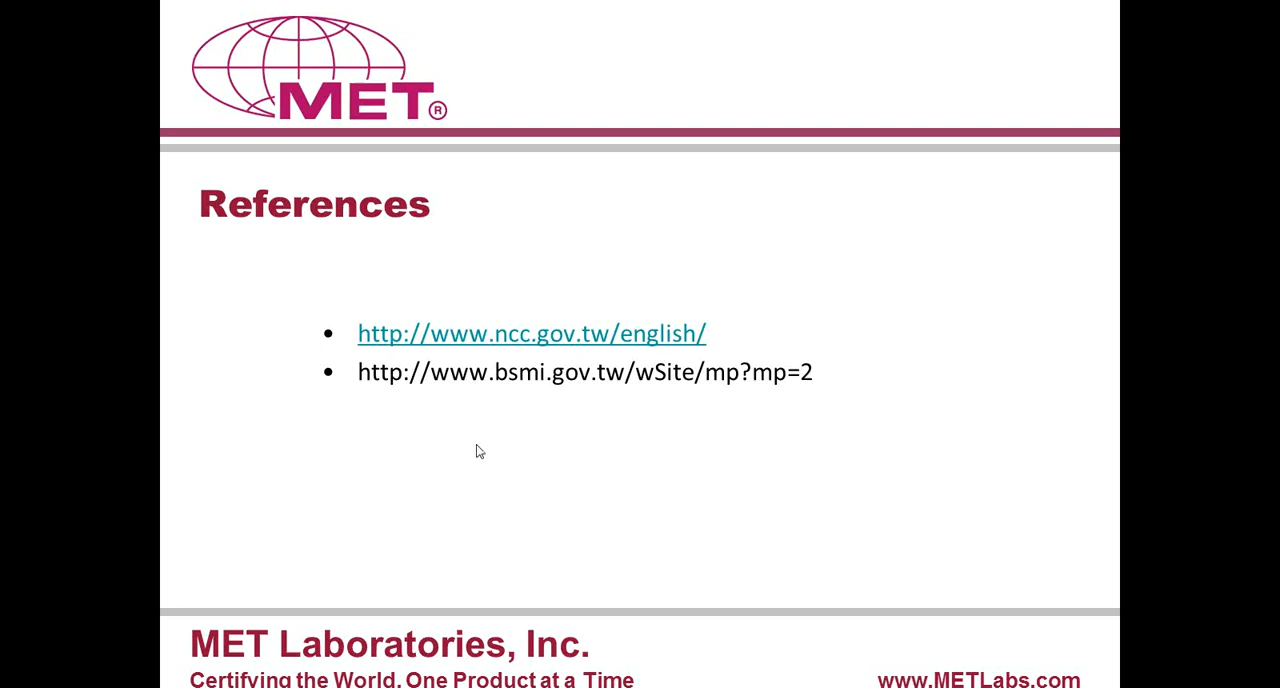 MET®
References
• http://www.ncc.gov.tw/english/
• http://www.bsmi.gov.tw/wSite/mp?mp=2
MET Laboratories, Inc.
Certifying the World, One Product at a Time
www.METLabs.com